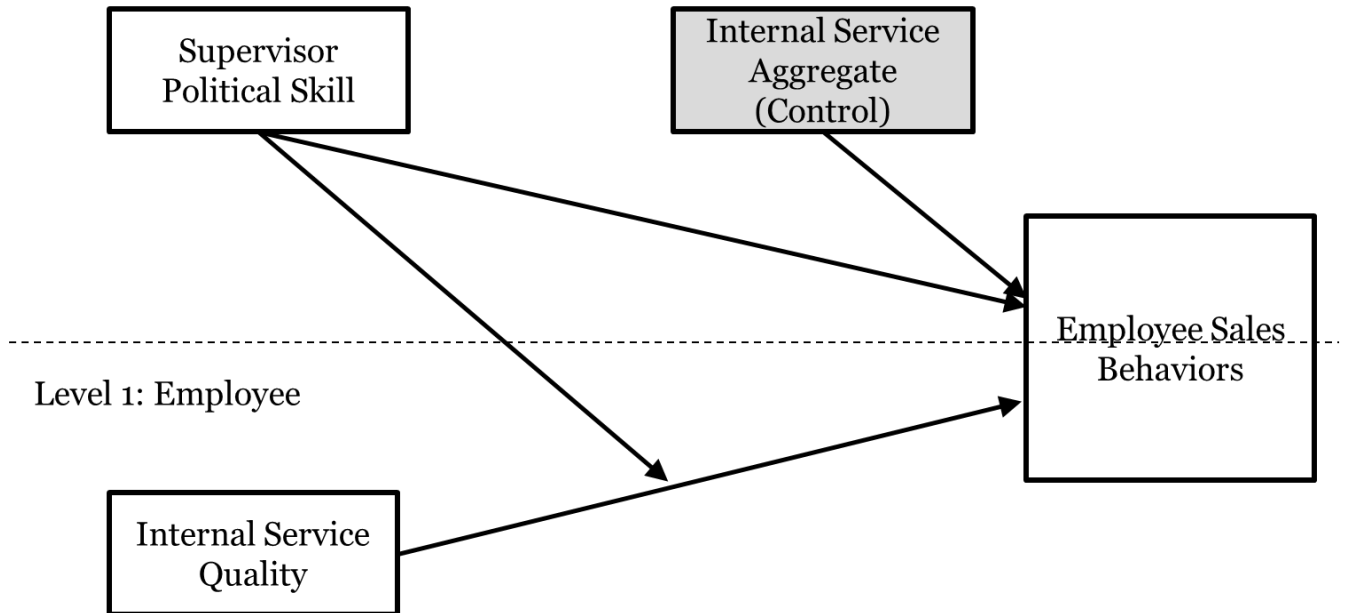 Supervisor
Political Skill
Internal Service
Aggregate
(Control)
Employee Sales
Behaviors
Level 1: Employee
Internal Service
Quality